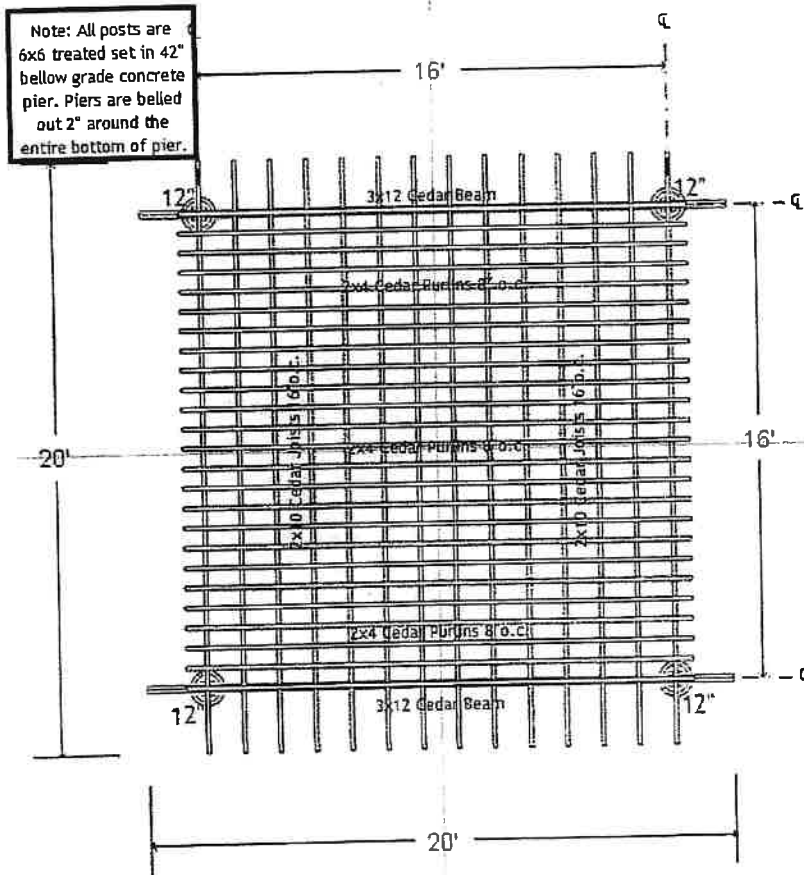 Note: All posts are
6x6 treated set in 42"
bellow grade concrete
pier. Piers are belled
out 2" around the
entire bottom of pier.
16'
12"
3x12 Cedar Beam
12"
2x4 Cedar Purlins 8" o.c.
2x10 Cedar Joists 16 o.c.
2x10 Cedar Joists 16 o.c.
20'
2x4 Cedar Purlins 8 o.c.
16'
2x4 Cedar Purlins 8 o.c.
12"
3x12 Cedar Beam
12"
20'